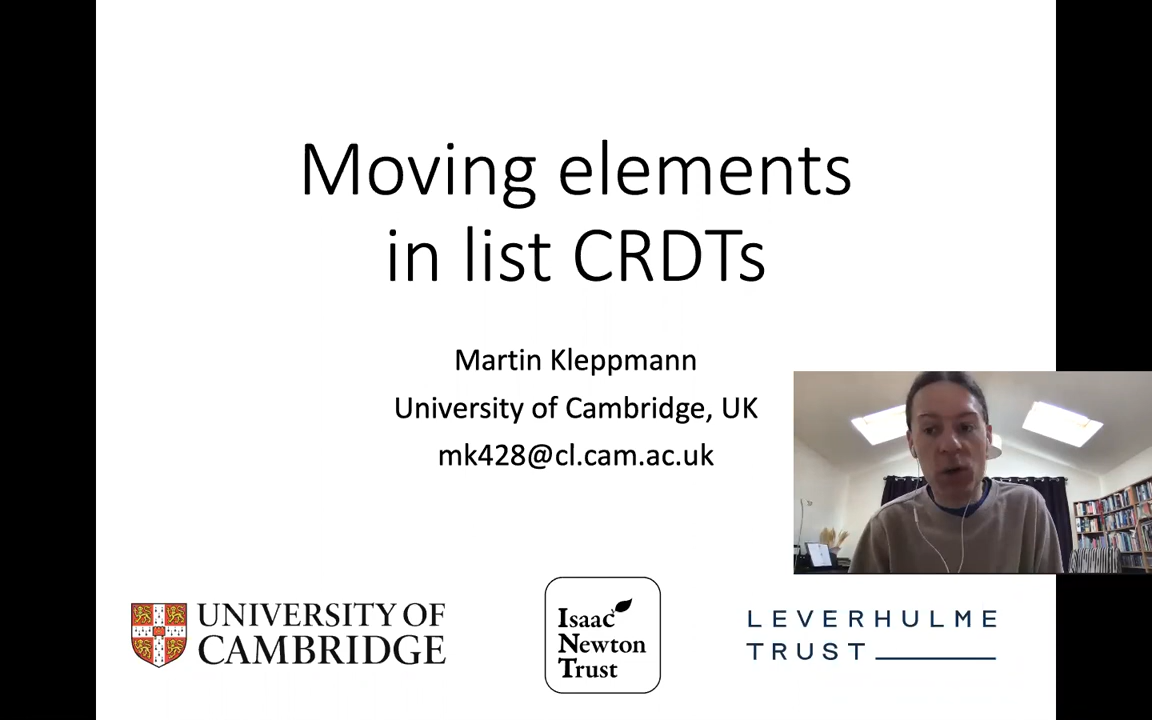 Moving elements
in list CRDTs
Martin Kleppmann
University of Cambridge, UK
mk428@cl.cam.ac.uk
UNIVERSITY OF
CAMBRIDGE
Isaac
Newton
Trust
LEVERHULME
TRUST